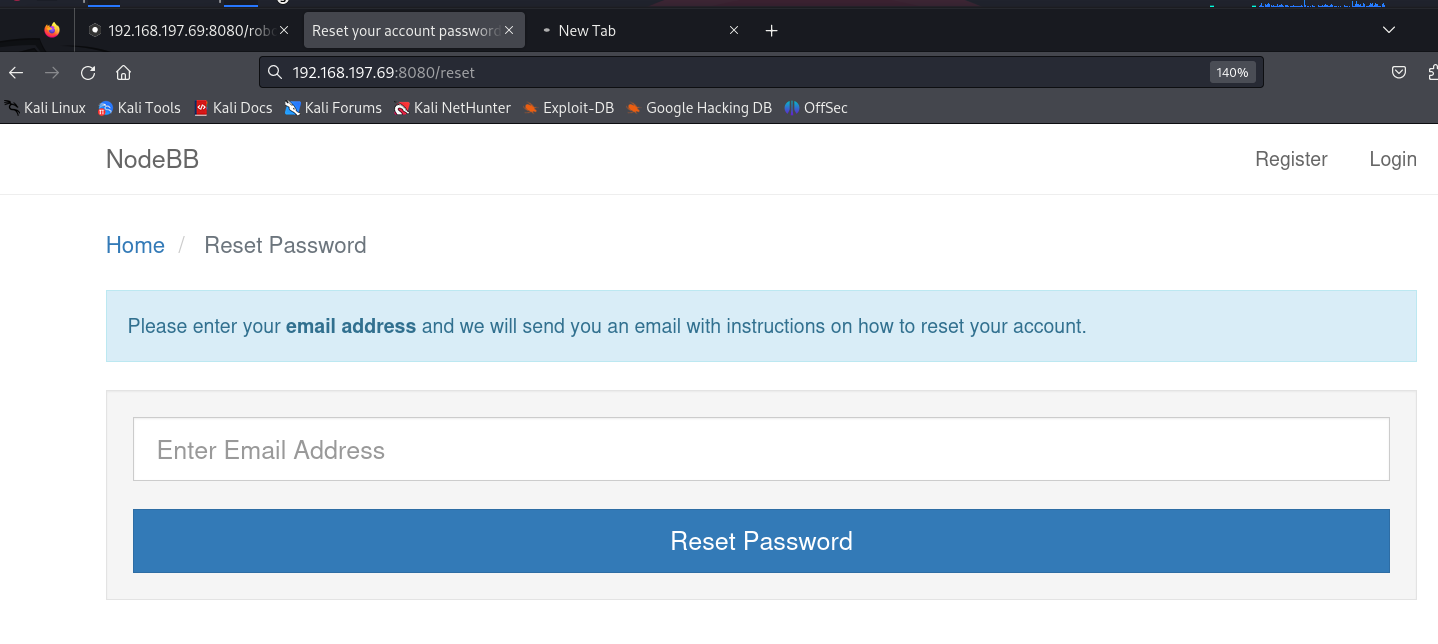 192.168.197.69:8080/robo
Reset your account password
New Tab
192.168.197.69:8080/reset
140%
Kali Linux
Kali Tools
Kali Docs
Kali Forums
Kali NetHunter
Exploit-DB
Google Hacking DB
OffSec
NodeBB
Register
Login
Home / Reset Password
Please enter your email address and we will send you an email with instructions on how to reset your account.
Enter Email Address
Reset Password